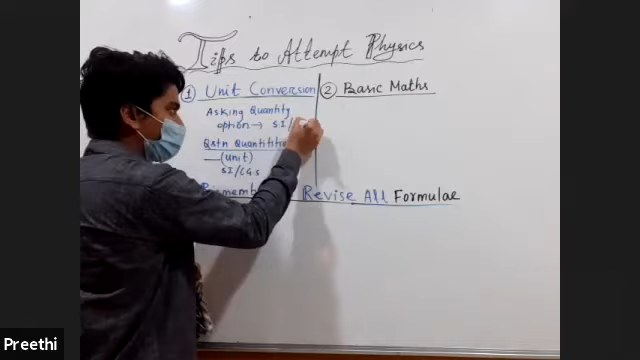 Tips to Attempt Physics
① Unit Conversion
Asking Quantity
option → S.I/
Qstn Quantities
(Unit)
SI/C.G.S
② Basic Maths
Revise All Formulae
Preethi